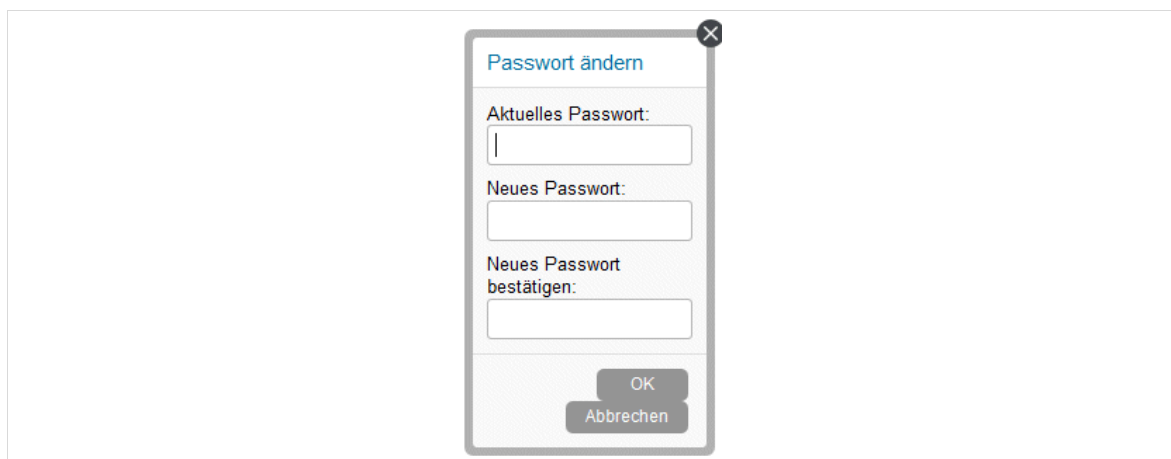 Passwort ändern
Aktuelles Passwort:
Neues Passwort:
Neues Passwort
bestätigen:
OK
Abbrechen